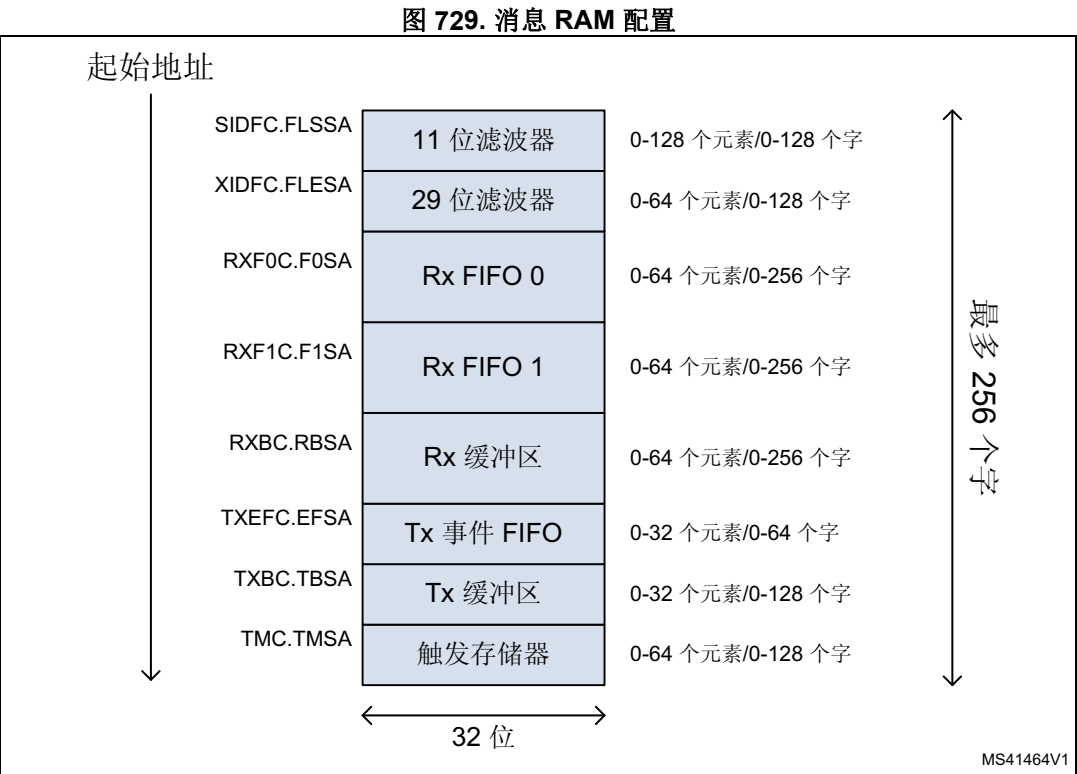 图 729. 消息 RAM 配置
起始地址
SIDFC.FLSSA 11 位滤波器 0-128 个元素/0-128 个字
XIDFC.FLESA 29 位滤波器 0-64 个元素/0-128 个字
RXF0C.F0SA Rx FIFO 0 0-64 个元素/0-256 个字
RXF1C.F1SA Rx FIFO 1 0-64 个元素/0-256 个字
RXBC.RBSA Rx 缓冲区 0-64 个元素/0-256 个字
TXEFC.EFSA Tx 事件 FIFO 0-32 个元素/0-64 个字
TXBC.TBSA Tx 缓冲区 0-32 个元素/0-128 个字
TMC.TMSA 触发存储器 0-64 个元素/0-128 个字
最多 256 个字
32 位
MS41464V1